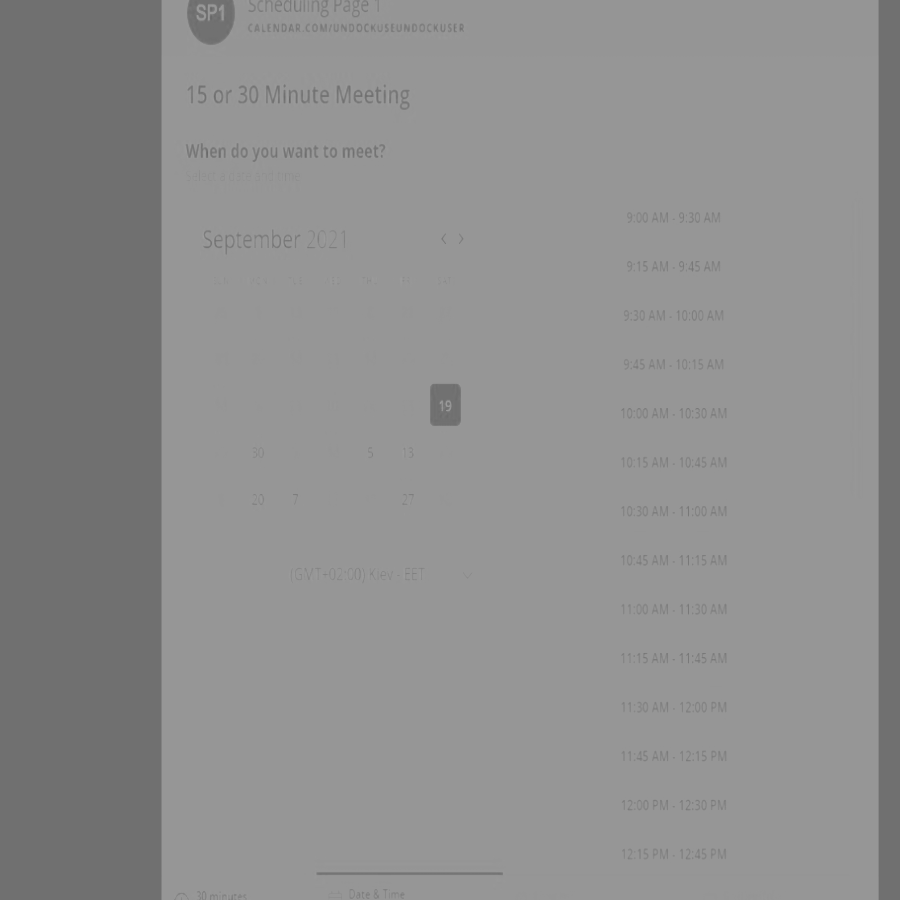 SP1
Scheduling Page 1
CALENDAR.COM/UNDOCKUSEUNDOCKUSER
15 or 30 Minute Meeting
When do you want to meet?
Select a date and time
September 2021
19
30 5 13
20 7 27
(GMT+02:00) Kiev - EET
9:00 AM - 9:30 AM
9:15 AM - 9:45 AM
9:30 AM - 10:00 AM
9:45 AM - 10:15 AM
10:00 AM - 10:30 AM
10:15 AM - 10:45 AM
10:30 AM - 11:00 AM
10:45 AM - 11:15 AM
11:00 AM - 11:30 AM
11:15 AM - 11:45 AM
11:30 AM - 12:00 PM
11:45 AM - 12:15 PM
12:00 PM - 12:30 PM
12:15 PM - 12:45 PM
30 minutes
Date & Time